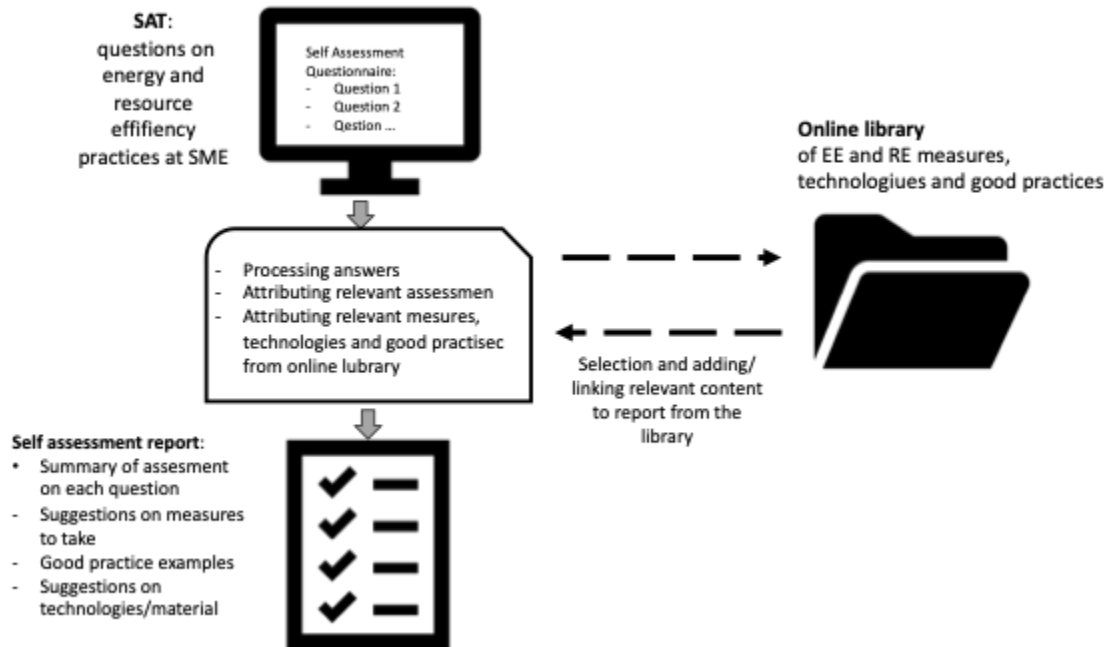 SAT:
questions on
energy and
resource
effifiency
practices at SME
Self Assessment
Questionnaire:
- Question 1
- Question 2
- Qestion ...
Online library
of EE and RE measures,
technologiues and good practices
- Processing answers
- Attributing relevant assessmen
- Attributing relevant mesures,
technologies and good practisec
from online lubrary
Selection and adding/
linking relevant content
to report from the
library
Self assessment report:
• Summary of assesment
on each question
- Suggestions on measures
to take
- Good practice examples
- Suggestions on
technologies/material